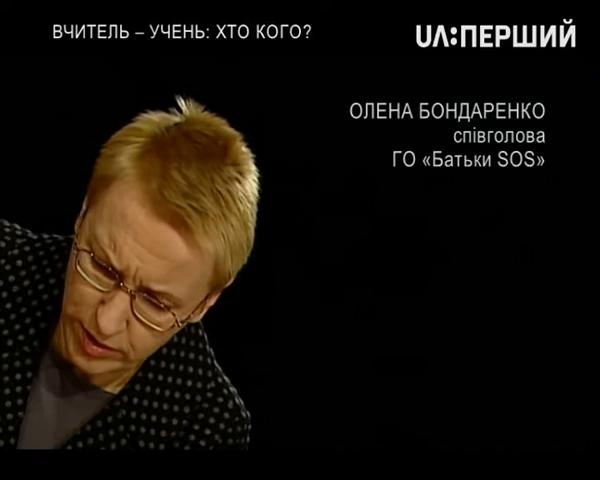 ВЧИТЕЛЬ – УЧЕНЬ: ХТО КОГО?
UA:ПЕРШИЙ
ОЛЕНА БОНДАРЕНКО
співголова
ГО «Батьки SOS»